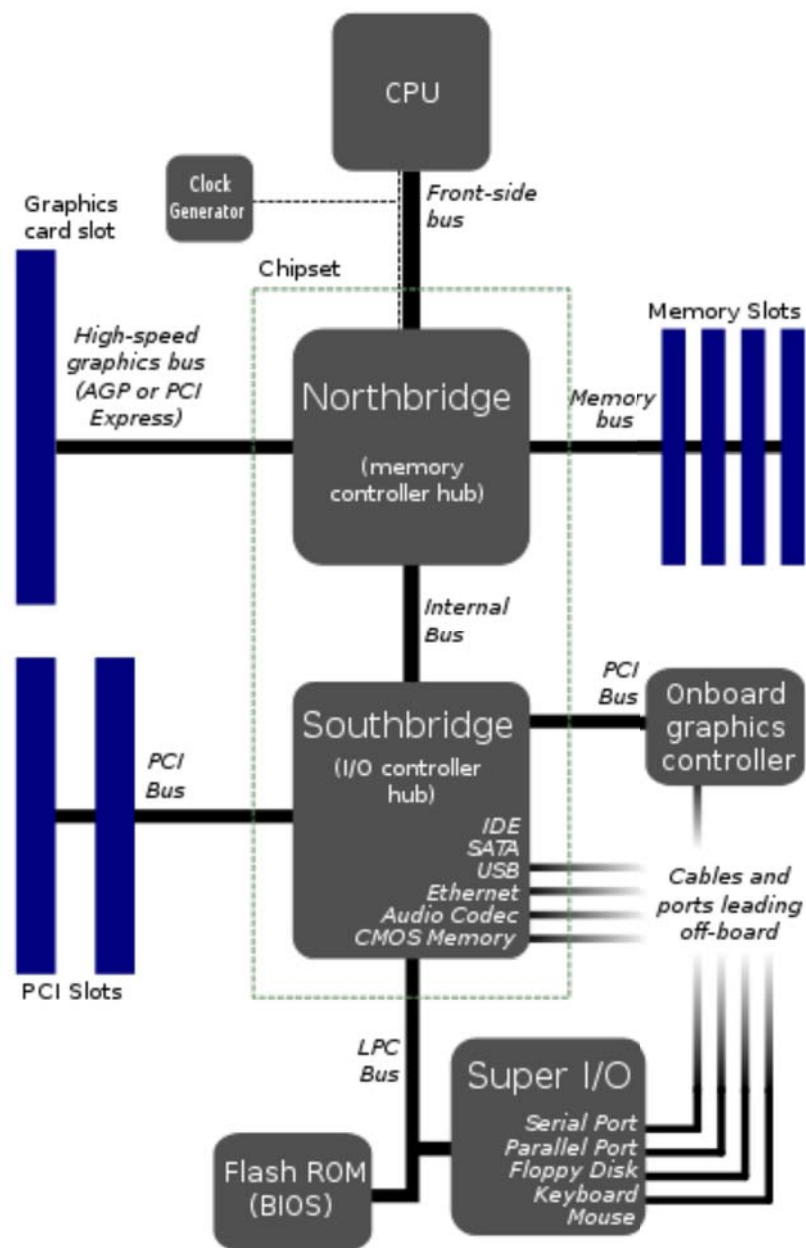 CPU
Clock
Generator
Front-side
bus
Graphics
card slot
Chipset
High-speed
graphics bus
(AGP or PCI
Express)
Northbridge
(memory
controller hub)
Memory Slots
Memory
bus
Internal
Bus
PCI
Bus
Onboard
graphics
controller
Southbridge
(I/O controller
hub)
PCI
Bus
IDE
SATA
USB
Ethernet
Audio Codec
CMOS Memory
Cables and
ports leading
off-board
PCI Slots
LPC
Bus
Super I/O
Serial Port
Parallel Port
Floppy Disk
Keyboard
Mouse
Flash ROM
(BIOS)